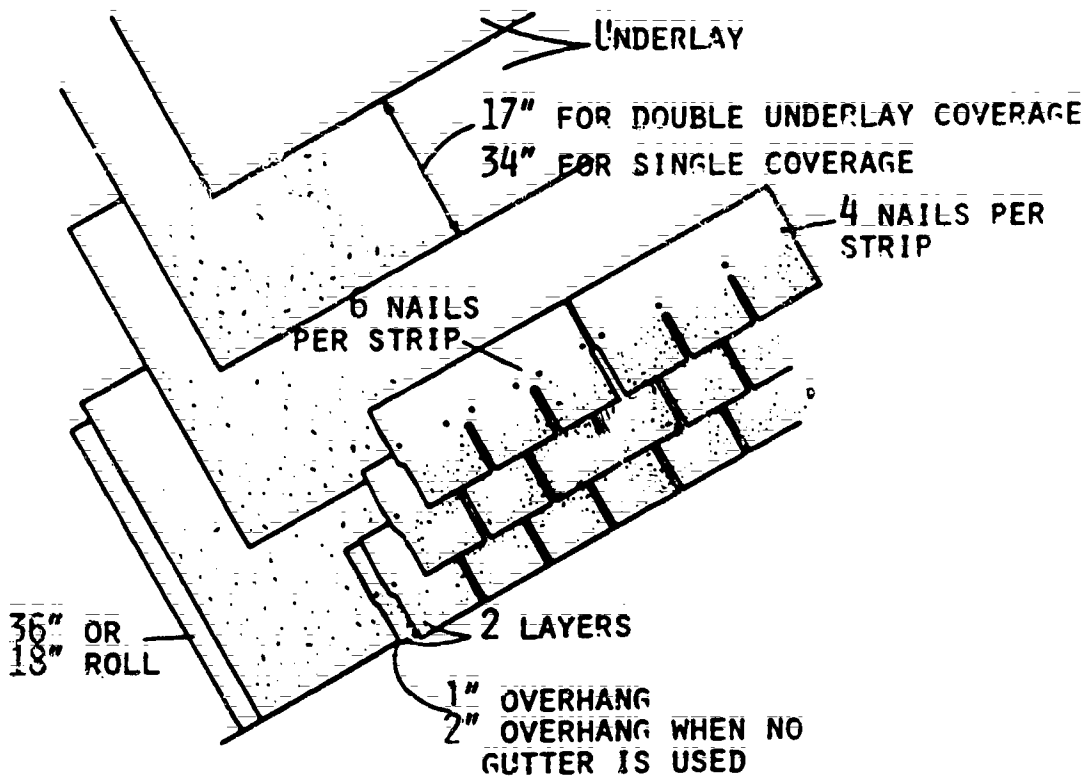 UNDERLAY
17" FOR DOUBLE UNDERLAY COVERAGE
34" FOR SINGLE COVERAGE
4 NAILS PER
STRIP
6 NAILS
PER STRIP
36" OR
18" ROLL
2 LAYERS
1" OVERHANG
2" OVERHANG WHEN NO
GUTTER IS USED